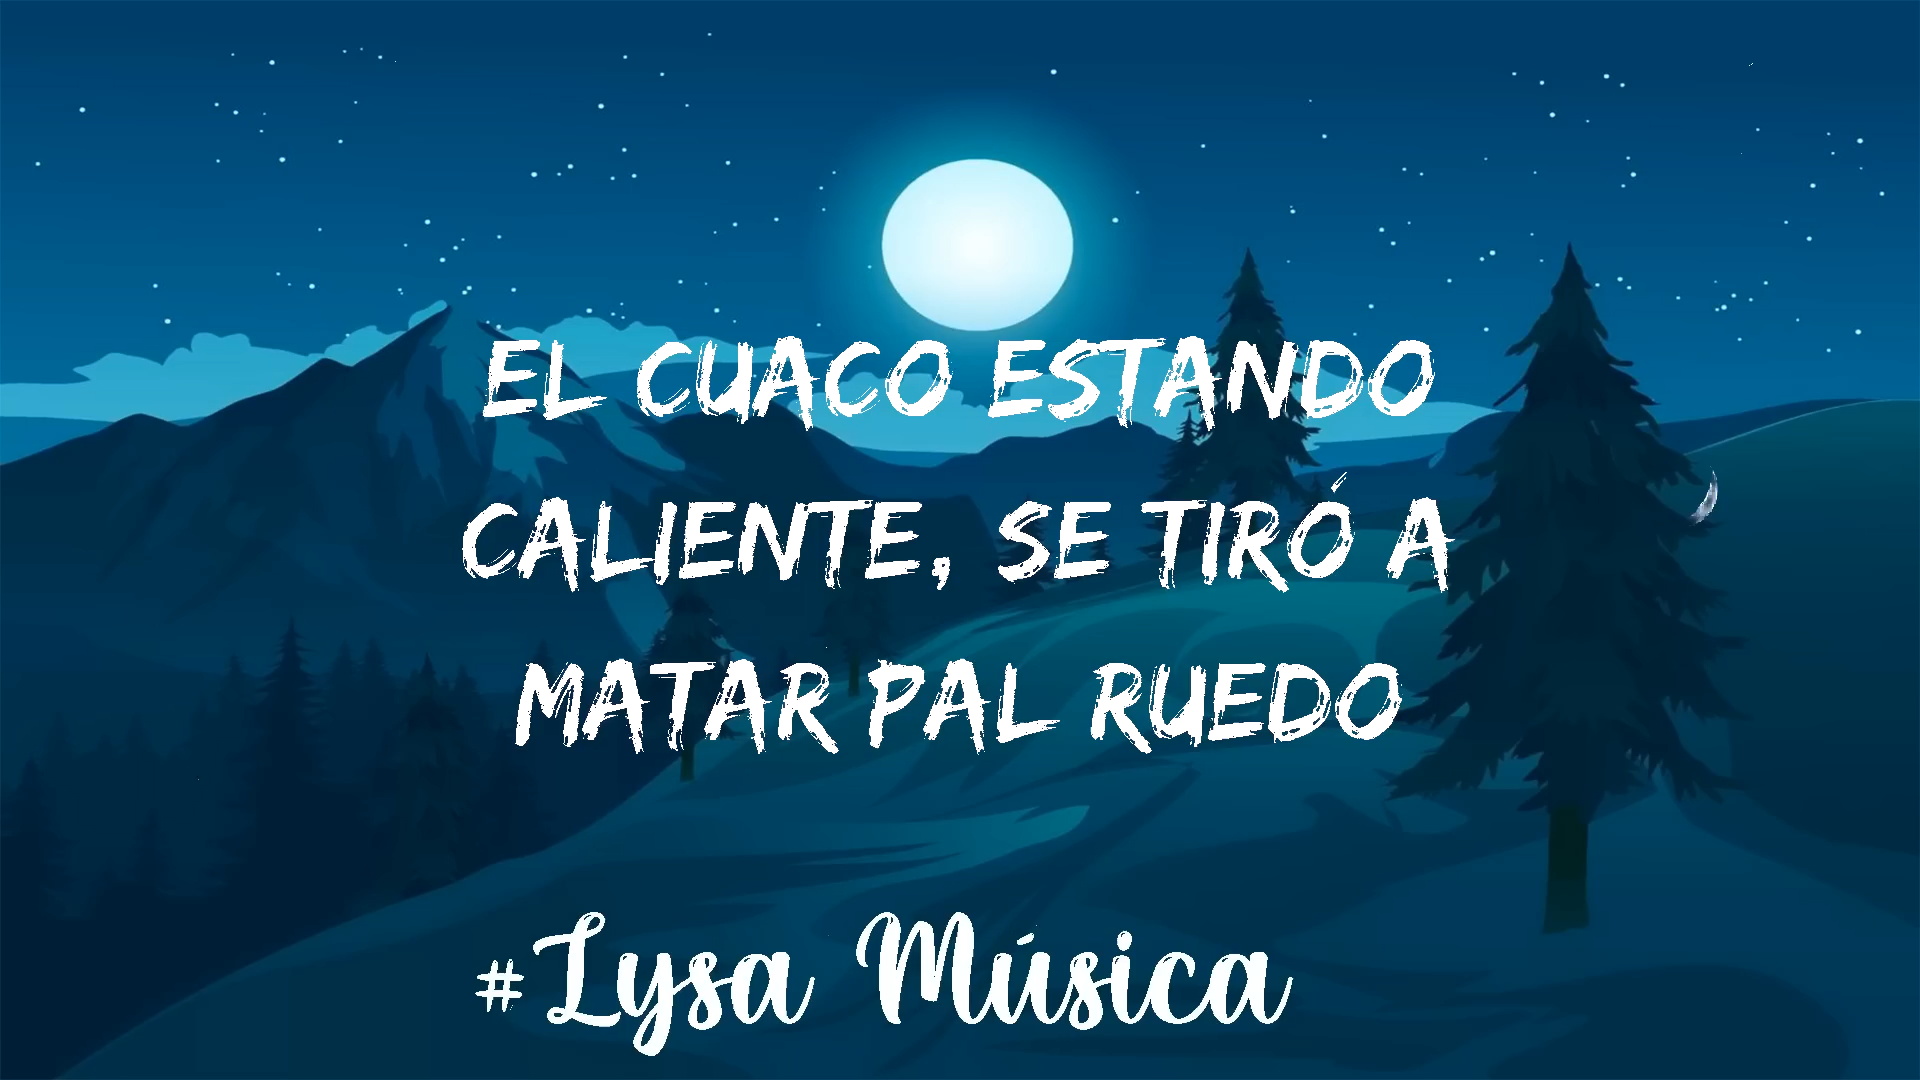 EL CUACO ESTANDO
CALIENTE, SE TIRÓ A
MATAR PAL RUEDO
#Lysa Música